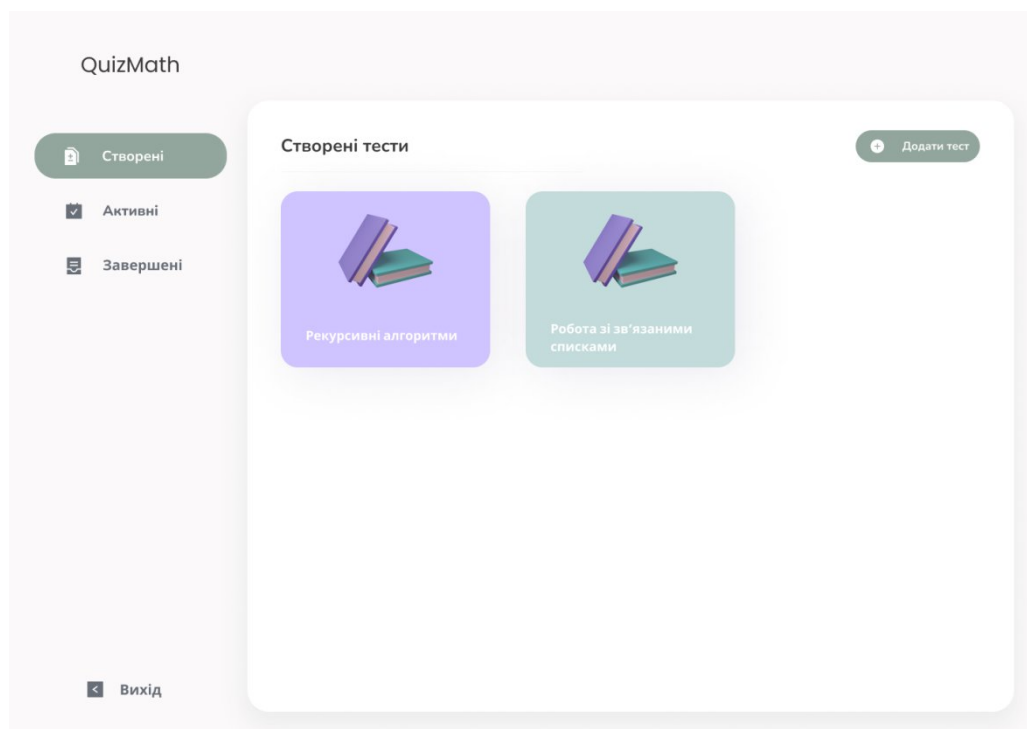 QuizMath
Створені
Активні
Завершені
Вихід
Створені тести
Додати тест
Рекурсивні алгоритми
Робота зі зв'язаними
списками